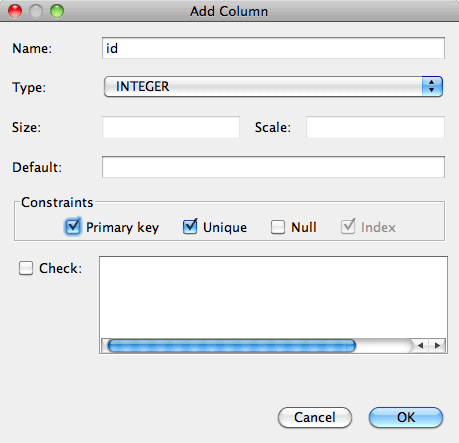 Add Column
Name: id
Type: INTEGER
Size: Scale:
Default:
Constraints
Primary key Unique Null Index
Check:
Cancel OK